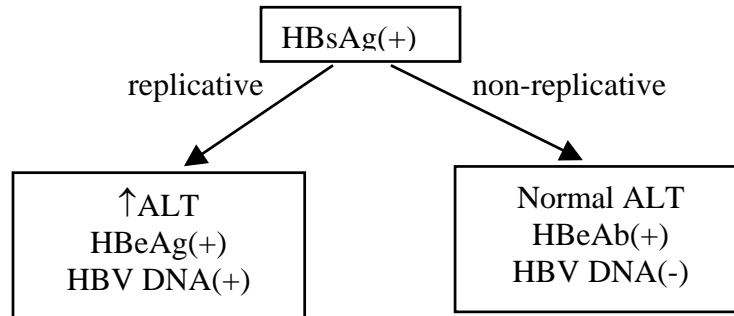 HBsAg(+)
replicative
non-replicative
↑ALT
HBeAg(+)
HBV DNA(+)
Normal ALT
HBeAb(+)
HBV DNA(-)